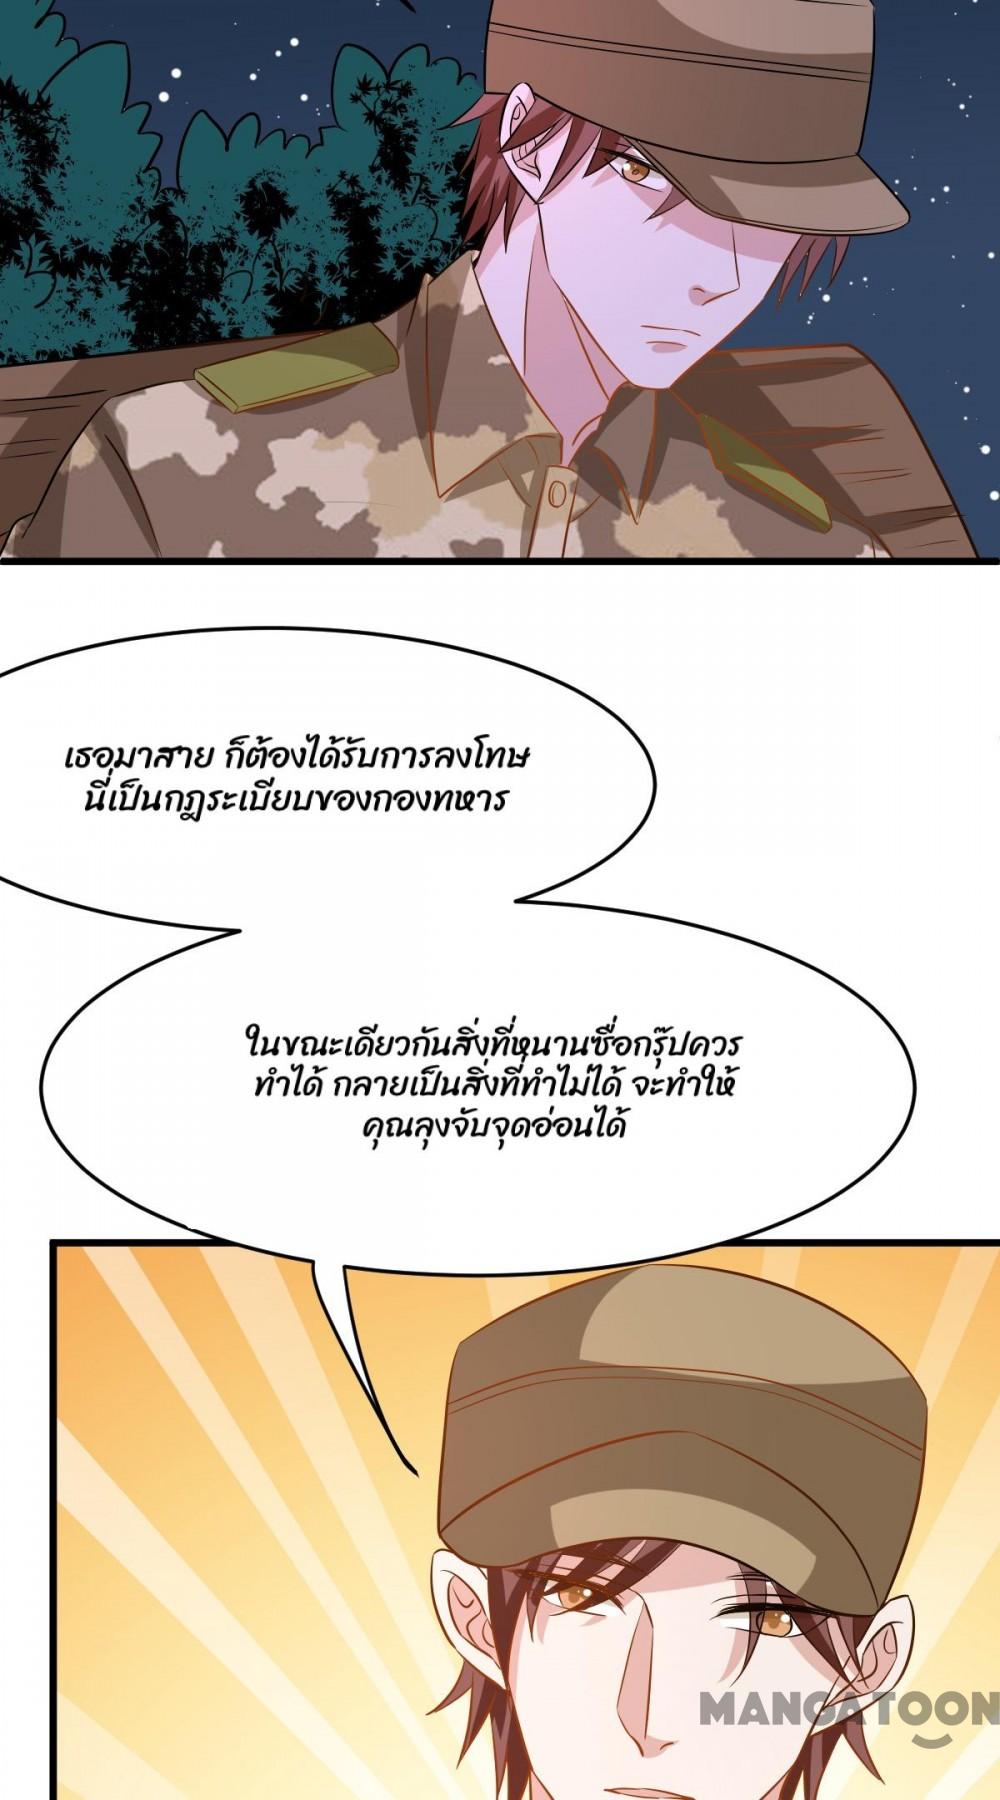 เธอมาสาย ก็ต้องได้รับการลงโทษ
นี่เป็นกฎระเบียบของกองทหาร
ในขณะเดียวกันสิ่งที่หนานซื่อกรุ๊ปควร
ทำได้ กลายเป็นสิ่งที่ทำไม่ได้ จะทำให้
คุณลุงจับจุดอ่อนได้
MANGATOON